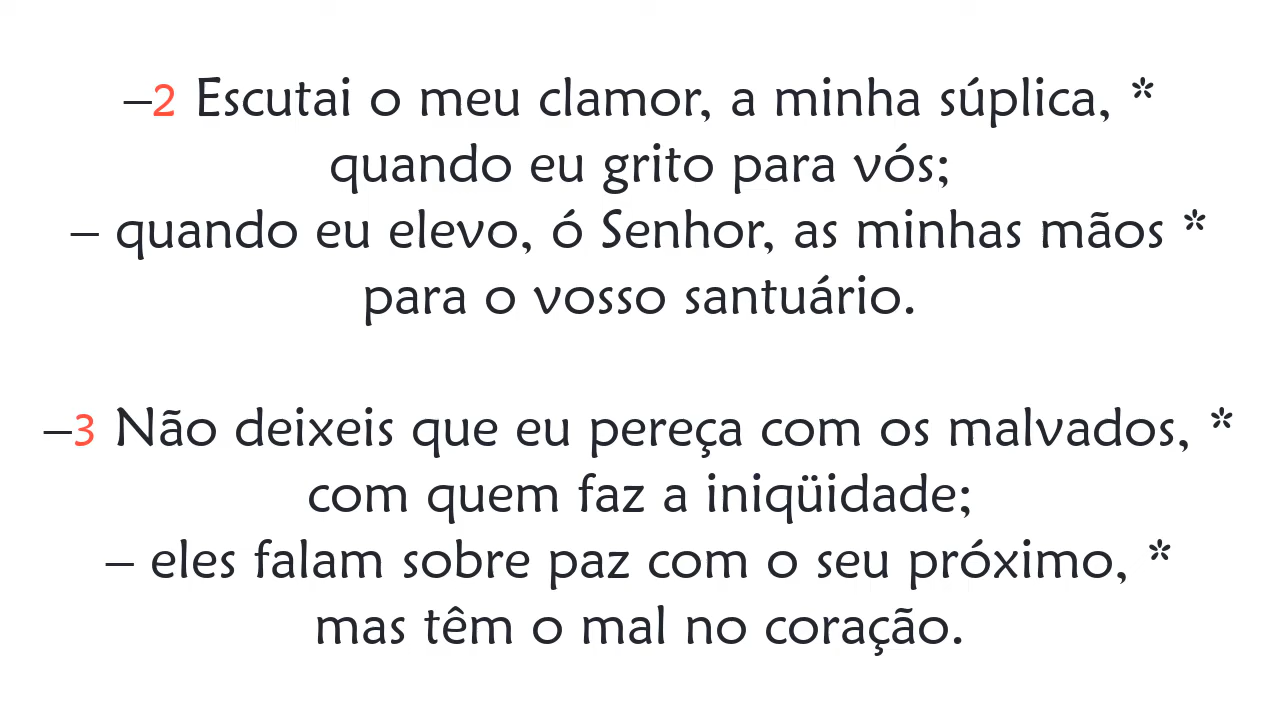 –2 Escutai o meu clamor, a minha súplica, *
quando eu grito para vós;
– quando eu elevo, ó Senhor, as minhas mãos *
para o vosso santuário.
–3 Não deixeis que eu pereça com os malvados, *
com quem faz a iniqüidade;
– eles falam sobre paz com o seu próximo, *
mas têm o mal no coração.